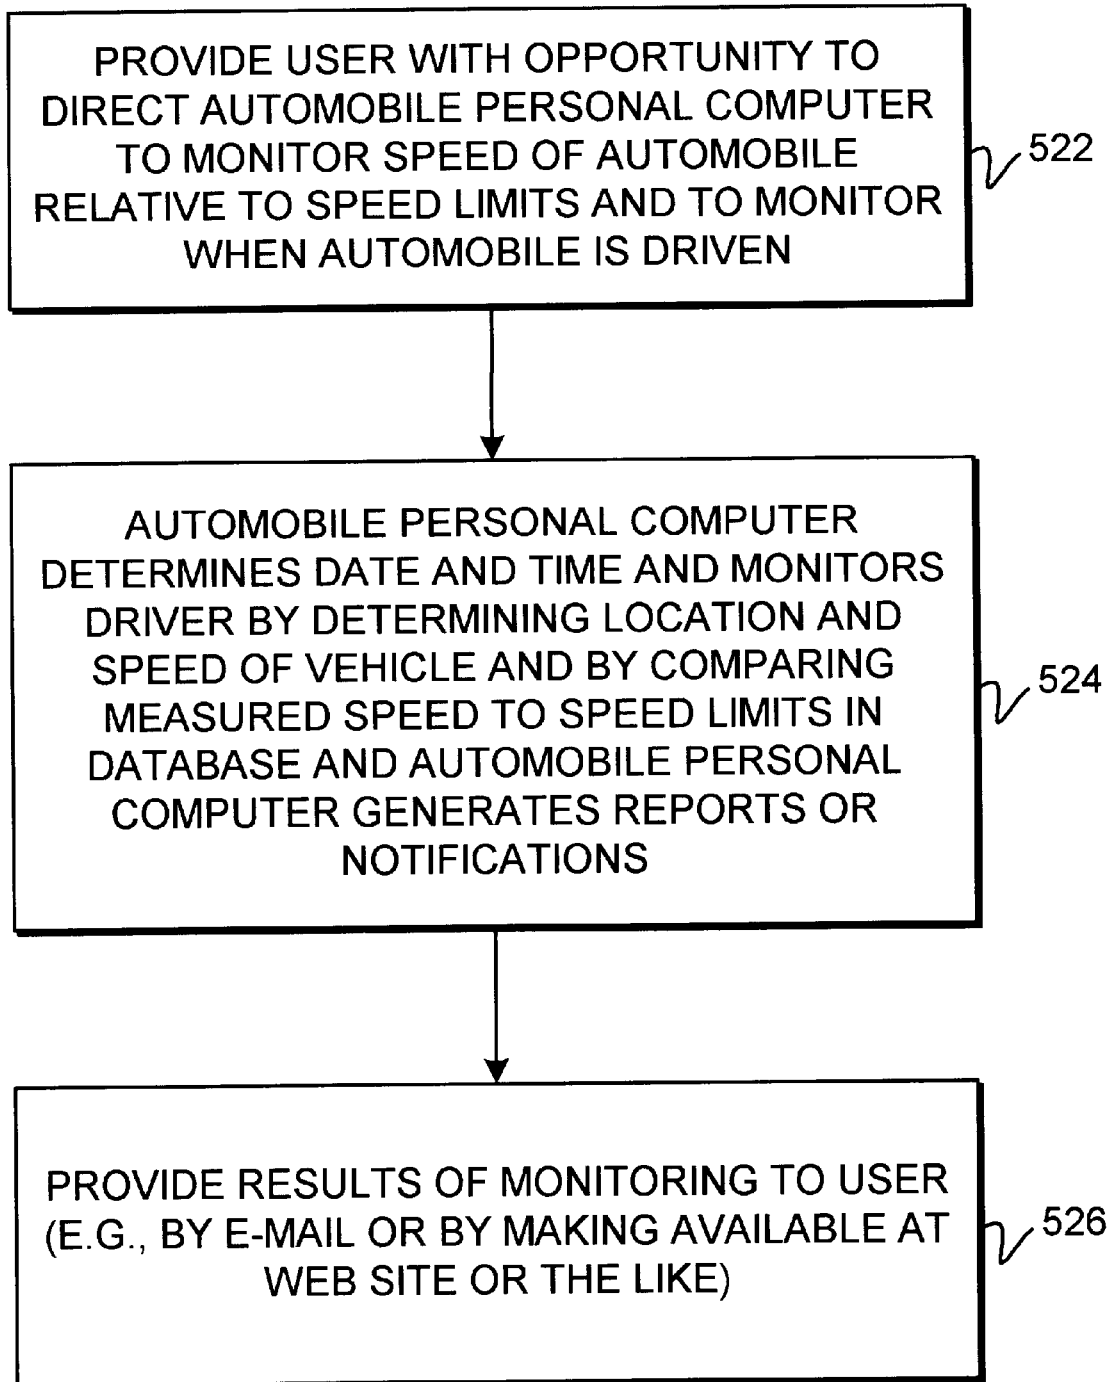 PROVIDE USER WITH OPPORTUNITY TO
DIRECT AUTOMOBILE PERSONAL COMPUTER
TO MONITOR SPEED OF AUTOMOBILE
RELATIVE TO SPEED LIMITS AND TO MONITOR
WHEN AUTOMOBILE IS DRIVEN
522
AUTOMOBILE PERSONAL COMPUTER
DETERMINES DATE AND TIME AND MONITORS
DRIVER BY DETERMINING LOCATION AND
SPEED OF VEHICLE AND BY COMPARING
MEASURED SPEED TO SPEED LIMITS IN
DATABASE AND AUTOMOBILE PERSONAL
COMPUTER GENERATES REPORTS OR
NOTIFICATIONS
524
PROVIDE RESULTS OF MONITORING TO USER
(E.G., BY E-MAIL OR BY MAKING AVAILABLE AT
WEB SITE OR THE LIKE)
526